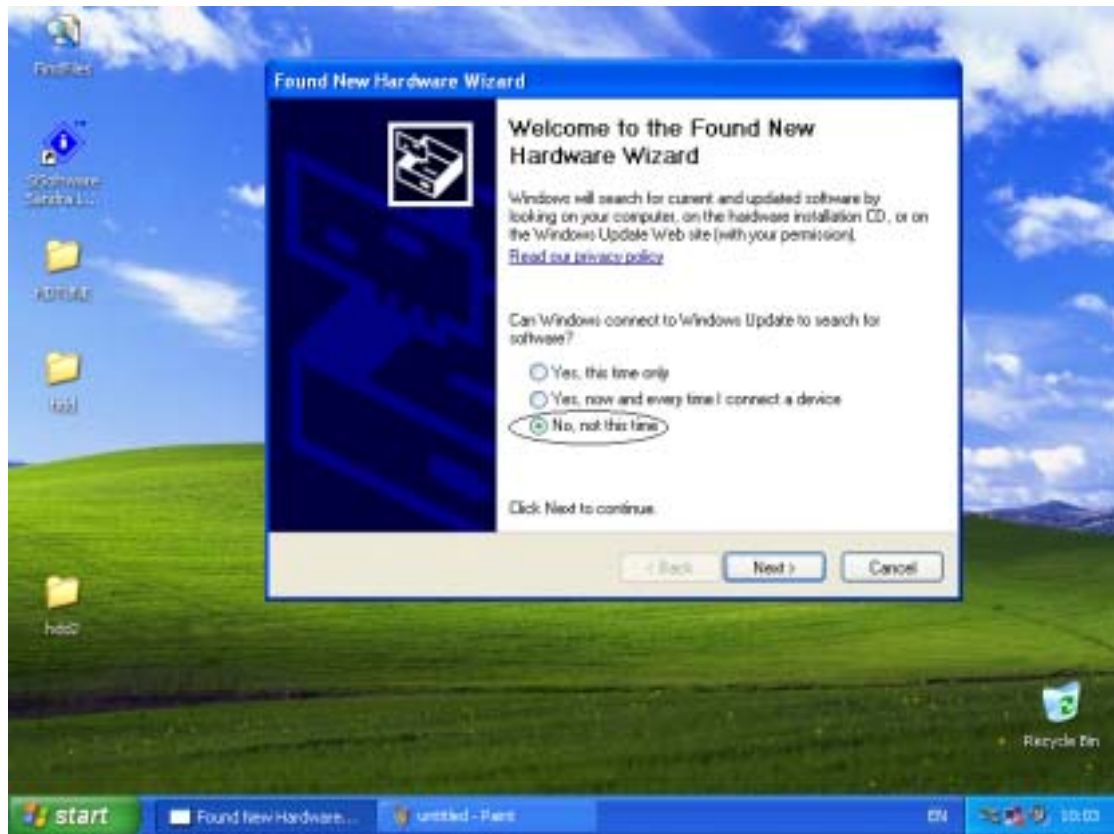 Found New Hardware Wizard
Welcome to the Found New
Hardware Wizard
Windows will search for current and updated software by
looking on your computer, on the hardware installation CD, or on
the Windows Update Web site (with your permission).
Read our privacy policy
Can Windows connect to Windows Update to search for
software?
Yes, this time only
Yes, now and every time I connect a device
No, not this time
Click Next to continue.
< Back
Next >
Cancel
hdd
hdd2
Recycle Bin
start
Found New Hardware...
untitled - Paint
EN
10:03